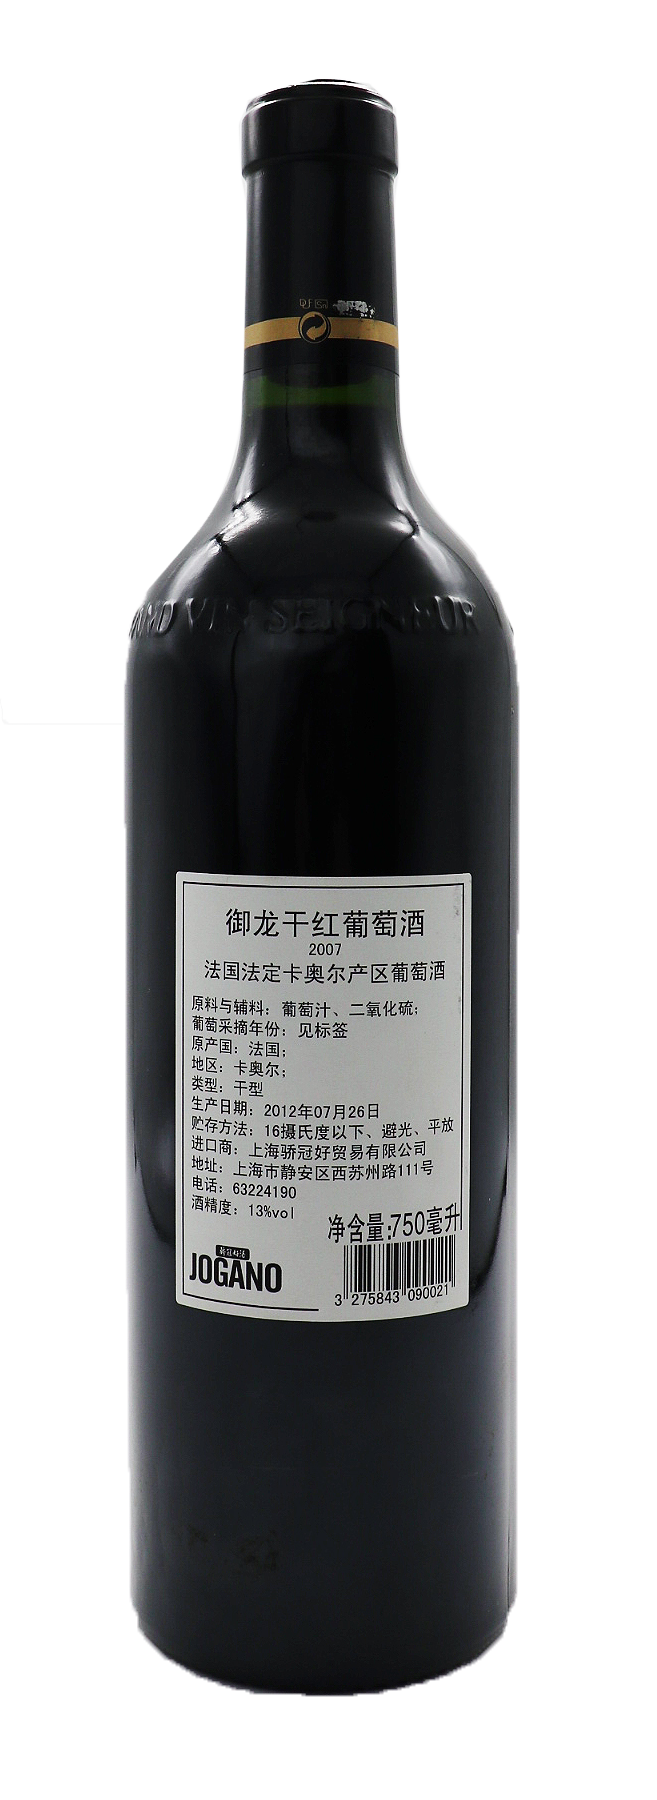 ND VIN SEIGNEUR
御龙干红葡萄酒
2007
法国法定卡奥尔产区葡萄酒
原料与辅料：葡萄汁、二氧化硫；
葡萄采摘年份：见标签
原产国：法国；
地区：卡奥尔；
类型：干型
生产日期：2012年07月26日
贮存方法：16摄氏度以下、避光、平放
进口商：上海骄冠好贸易有限公司
地址：上海市静安区西苏州路111号
电话：63224190
酒精度：13%vol
净含量:750毫升
JOGANO
3 275843 090021